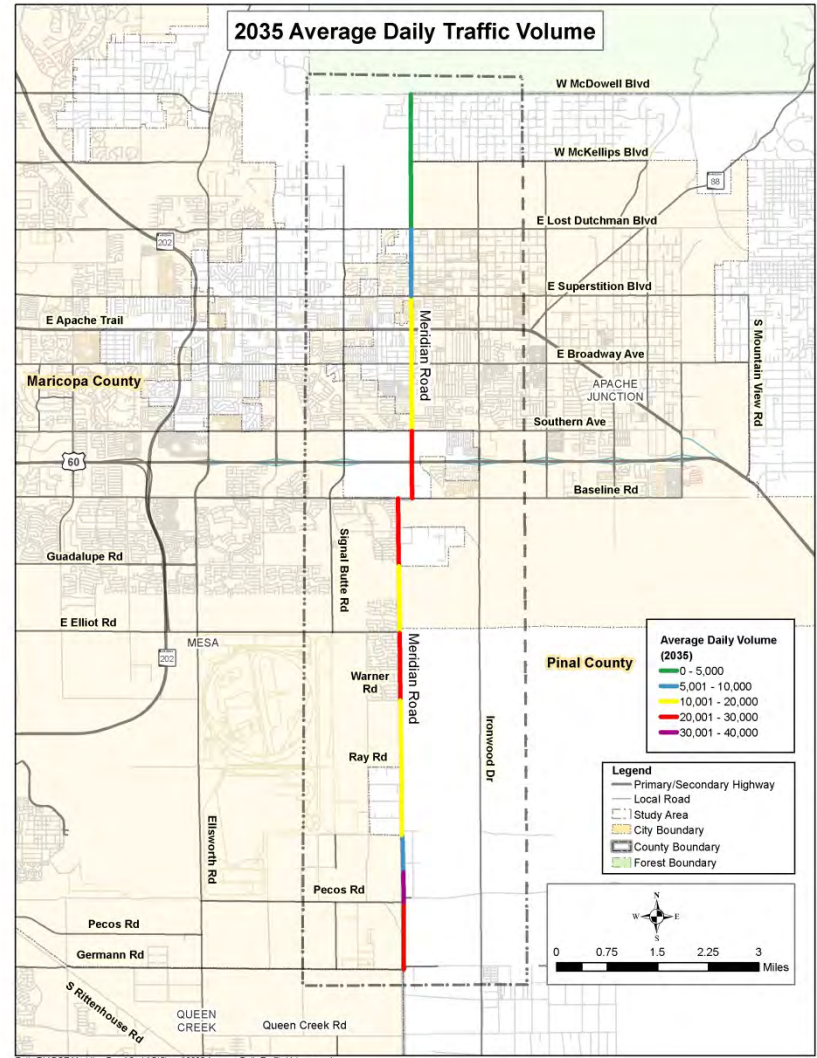 2035 Average Daily Traffic Volume
W McDowell Blvd
W McKellips Blvd
88
E Lost Dutchman Blvd
202
E Superstition Blvd
E Apache Trail
Meridian Road
S Mountain View Rd
E Broadway Ave
Maricopa County
APACHE
JUNCTION
Southern Ave
60
Baseline Rd
Signal Butte Rd
Guadalupe Rd
E Elliot Rd
MESA
202
Meridian Road
Warner
Rd
Pinal County
Average Daily Volume
(2035)
0 - 5,000
5,001 - 10,000
10,001 - 20,000
20,001 - 30,000
30,001 - 40,000
Ironwood Dr
Ray Rd
Ellsworth Rd
Legend
Primary/Secondary Highway
Local Road
Study Area
City Boundary
County Boundary
Forest Boundary
Pecos Rd
N
W E
S
Pecos Rd
Germann Rd
0 0.75 1.5 2.25 3
Miles
S Rittenhouse Rd
QUEEN
CREEK
Queen Creek Rd